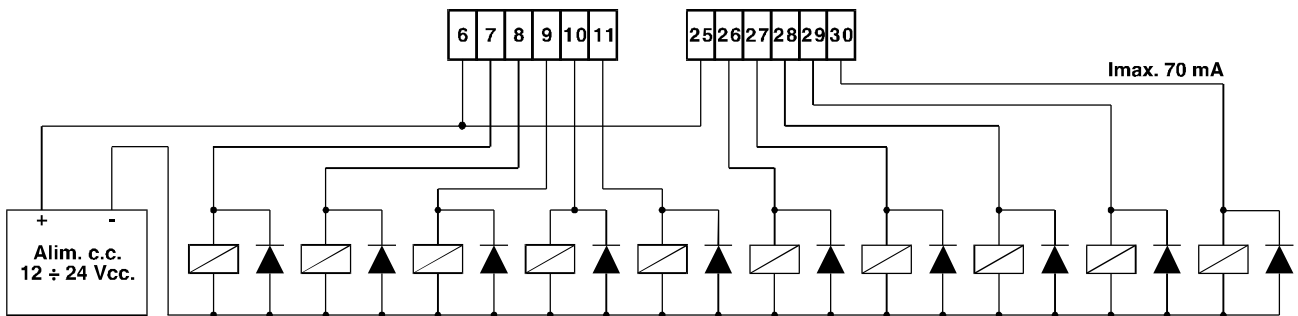 6 7 8 9 10 11
25 26 27 28 29 30
Imax. 70 mA
+ -
Alim. c.c.
12 ÷ 24 Vcc.